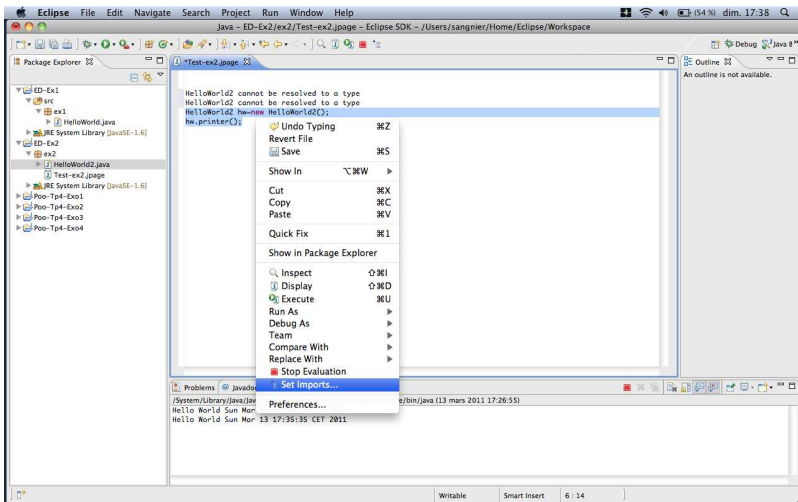 Eclipse File Edit Navigate Search Project Run Window Help (54 %) dim. 17:38
Java – ED-Ex2/ex2/Test-ex2.jpage – Eclipse SDK – /Users/sangnier/Home/Eclipse/Workspace
Debug Java
Package Explorer
*Test-ex2.jpage
Outline
An outline is not available.
ED-Ex1
src
ex1
HelloWorld.java
JRE System Library [JavaSE-1.6]
ED-Ex2
ex2
HelloWorld2.java
Test-ex2.jpage
JRE System Library [JavaSE-1.6]
Poo-Tp4-Exo1
Poo-Tp4-Exo2
Poo-Tp4-Exo3
Poo-Tp4-Exo4
HelloWorld2 cannot be resolved to a type
HelloWorld2 cannot be resolved to a type
HelloWorld2 hw=new HelloWorld2();
hw.printer();
Undo Typing ⌘Z
Revert File
Save ⌘S
Show In ⌥⌘W
Cut ⌘X
Copy ⌘C
Paste ⌘V
Quick Fix ⌘1
Show in Package Explorer
Inspect ⇧⌘I
Display ⇧⌘D
Execute ⌘U
Run As
Debug As
Team
Compare With
Replace With
Stop Evaluation
Set Imports...
Preferences...
Problems @ Javadoc
/System/Library/Java/Jav e/bin/java (13 mars 2011 17:26:55)
Hello World Sun Mar
Hello World Sun Mar 13 17:35:35 CET 2011
Writable Smart Insert 6 : 14